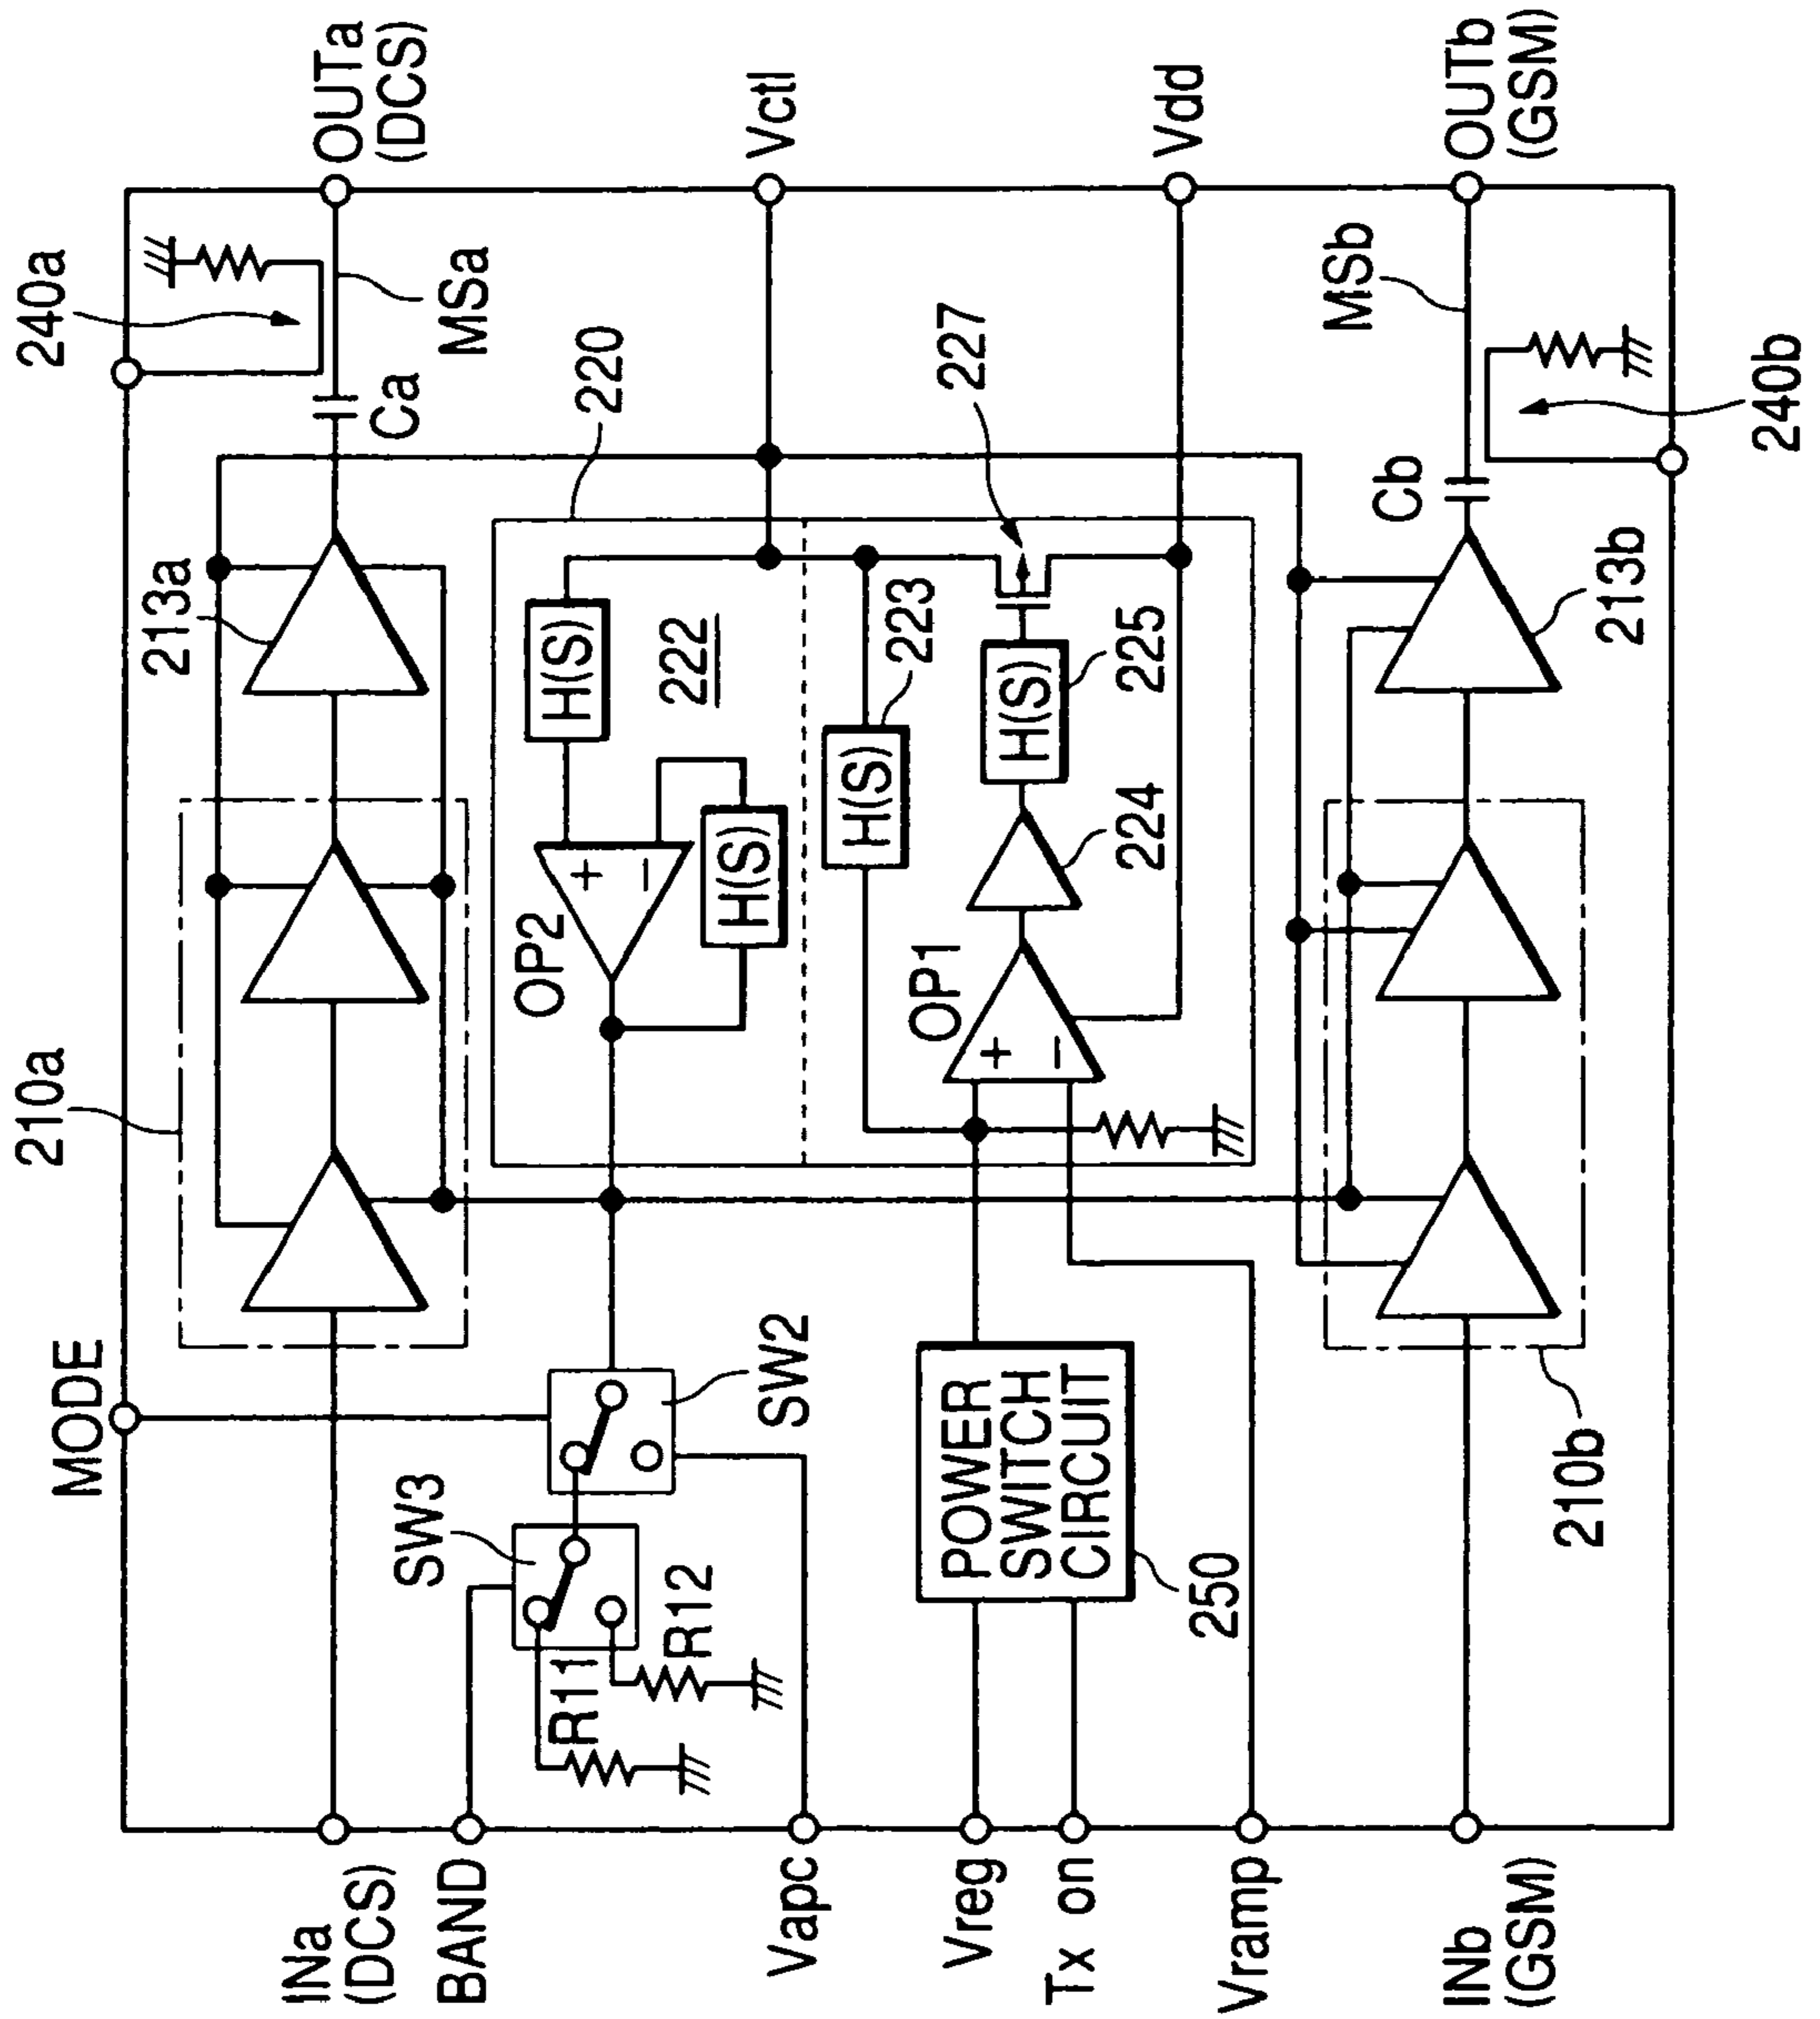 240a
OUTa
(DCS)
MSa
Ca
213a
210a
MODE
INa
(DCS)
BAND
SW3
R11
R12
SW2
Vapc
OP2
+
−
H(S)
H(S)
222
220
Vctl
H(S)
223
227
H(S)
225
224
OP1
+
−
Vdd
POWER
SWITCH
CIRCUIT
250
Vreg
Tx on
Vramp
INb
(GSM)
210b
213b
Cb
MSb
OUTb
(GSM)
240b